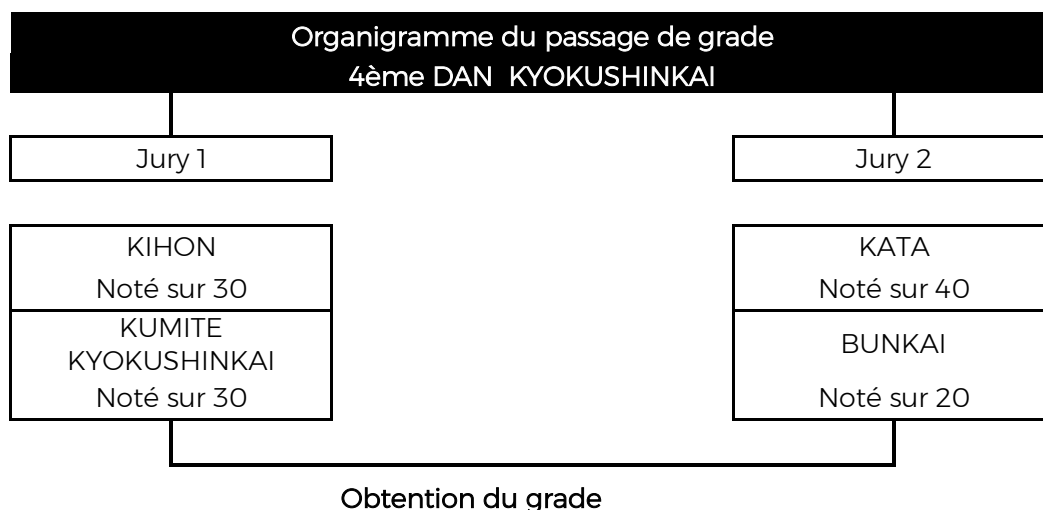 Organigramme du passage de grade
4ème DAN KYOKUSHINKAI
Jury 1
Jury 2
KIHON
Noté sur 30
KUMITE
KYOKUSHINKAI
Noté sur 30
KATA
Noté sur 40
BUNKAI
Noté sur 20
Obtention du grade